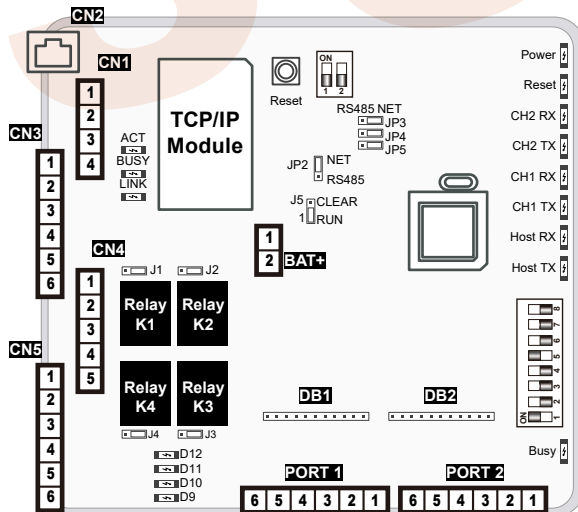 CN2
CN1
1
2
3
4
CN3
1
2
3
4
5
6
ACT
BUSY
LINK
TCP/IP
Module
Reset
ON
1 2
RS485 NET
JP3
JP4
JP5
JP2
NET
RS485
J5
CLEAR
1
RUN
1
2
BAT+
Power
Reset
CH2 RX
CH2 TX
CH1 RX
CH1 TX
Host RX
Host TX
CN4
1
2
3
4
5
J1
J2
Relay
K1
Relay
K2
Relay
K4
Relay
K3
J4
J3
CN5
1
2
3
4
5
6
D12
D11
D10
D9
DB1
DB2
8
7
6
5
4
3
2
1
ON
Busy
PORT 1
6 5 4 3 2 1
PORT 2
6 5 4 3 2 1